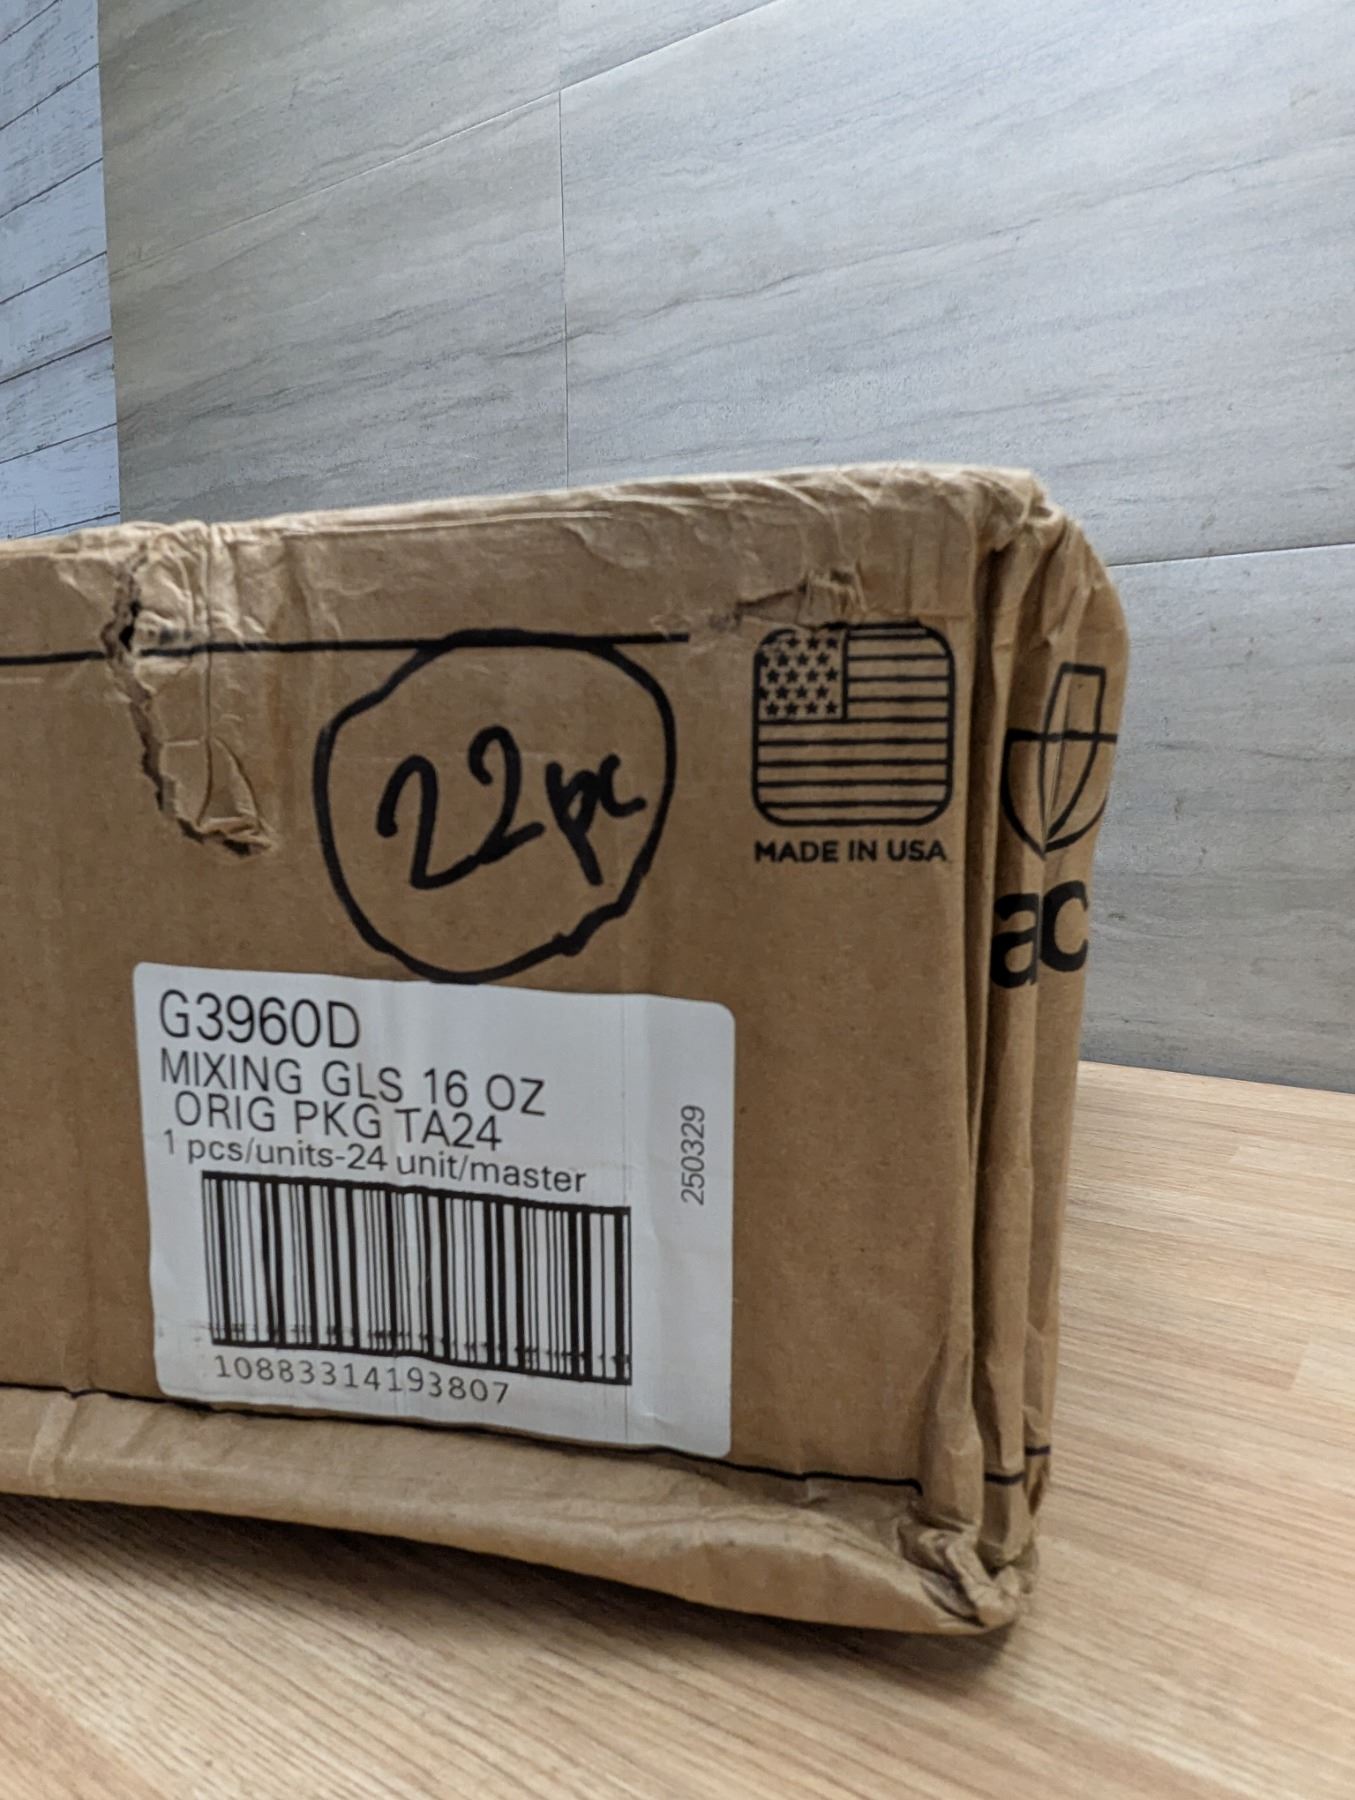 22pc
MADE IN USA
ac
G3960D
MIXING GLS 16 OZ
ORIG PKG TA24
1 pcs/units-24 unit/master
250329
10883314193807